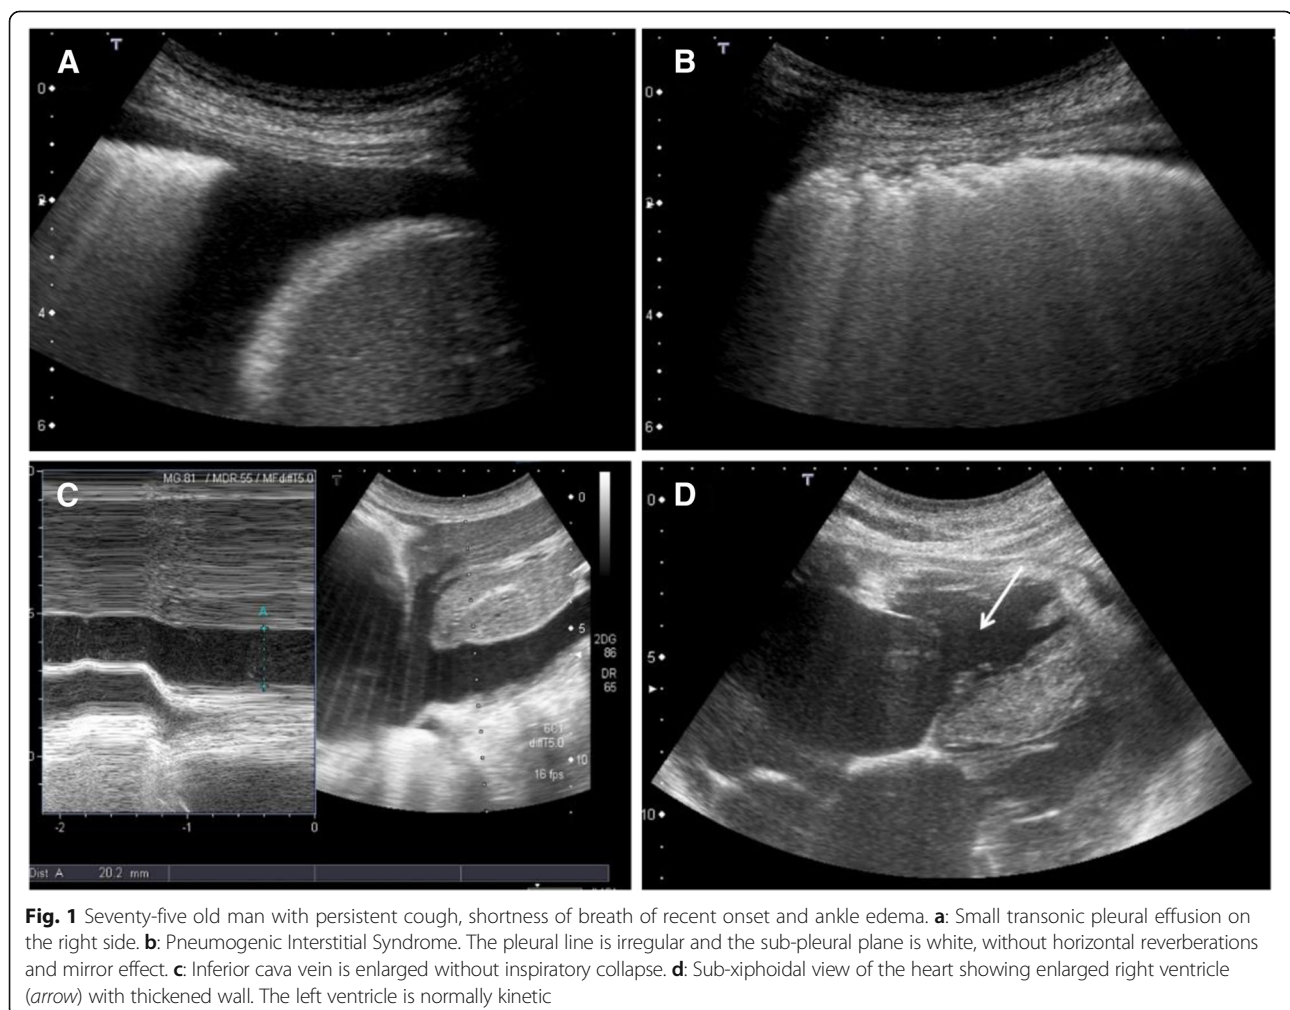 T
A
0
2
4
6
T
B
0
2
4
6
C
MG:81 / MDR:55 / MFdiffT5.0
T
0
A
5
5
2DG
86
DR
65
diffT5.0
0
10
16 fps
-2 -1 0
Dist A 20.2 mm
T
D
0
5
10
Fig. 1 Seventy-five old man with persistent cough, shortness of breath of recent onset and ankle edema. a: Small transonic pleural effusion on
the right side. b: Pneumogenic Interstitial Syndrome. The pleural line is irregular and the sub-pleural plane is white, without horizontal reverberations
and mirror effect. c: Inferior cava vein is enlarged without inspiratory collapse. d: Sub-xiphoidal view of the heart showing enlarged right ventricle
(arrow) with thickened wall. The left ventricle is normally kinetic